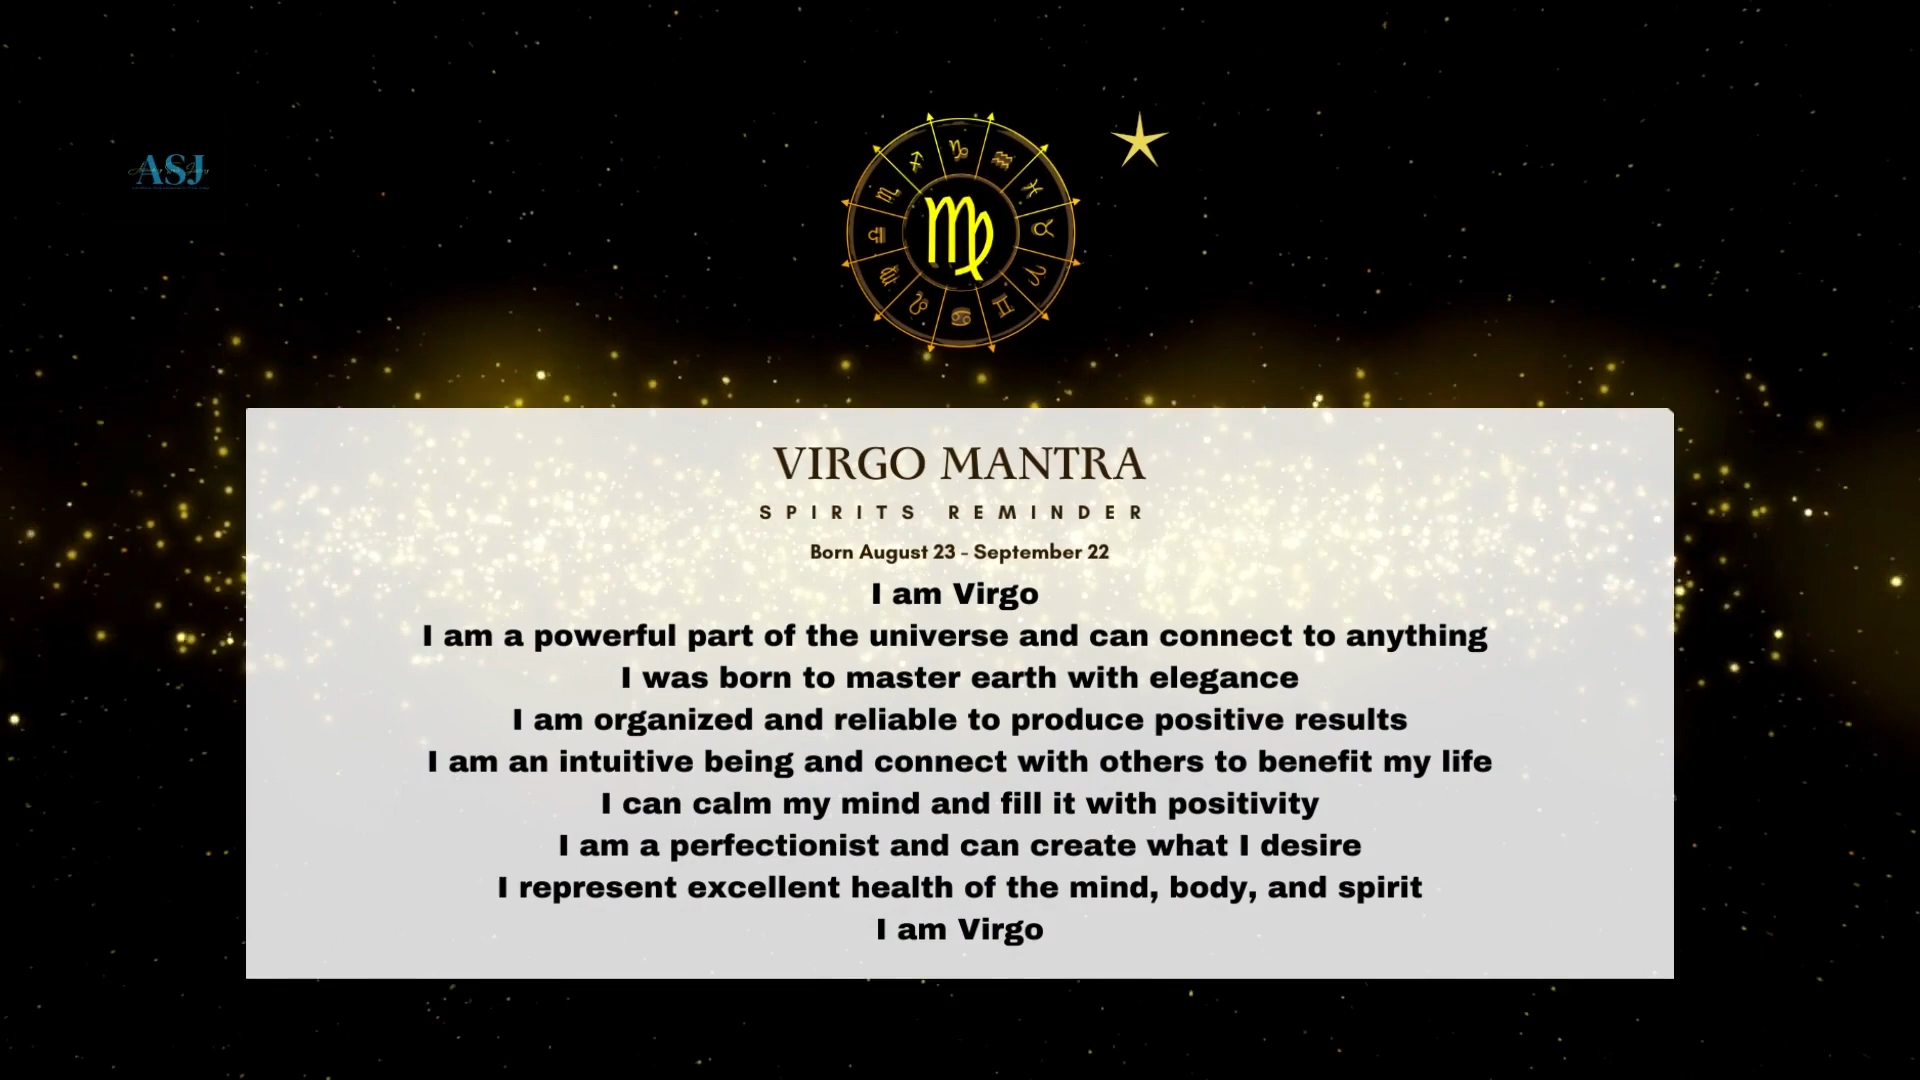 ASJ
VIRGO MANTRA
SPIRITS REMINDER
Born August 23 - September 22
I am Virgo
I am a powerful part of the universe and can connect to anything
I was born to master earth with elegance
I am organized and reliable to produce positive results
I am an intuitive being and connect with others to benefit my life
I can calm my mind and fill it with positivity
I am a perfectionist and can create what I desire
I represent excellent health of the mind, body, and spirit
I am Virgo